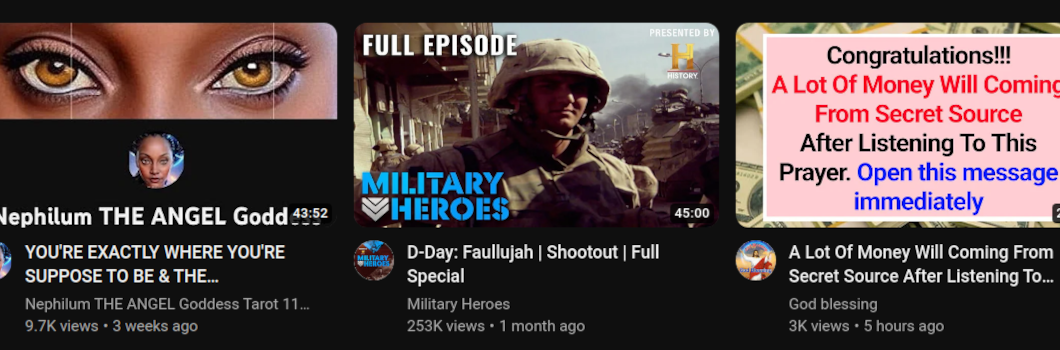 Nephilum THE ANGEL Godd
43:52
YOU'RE EXACTLY WHERE YOU'RE
SUPPOSE TO BE & THE...
Nephilum THE ANGEL Goddess Tarot 11...
9.7K views • 3 weeks ago
FULL EPISODE
PRESENTED BY
H
HISTORY
MILITARY
HEROES
45:00
MILITARY
HEROES
D-Day: Faullujah | Shootout | Full
Special
Military Heroes
253K views • 1 month ago
Congratulations!!!
A Lot Of Money Will Coming
From Secret Source
After Listening To This
Prayer. Open this message
immediately
A Lot Of Money Will Coming From
Secret Source After Listening To...
God blessing
3K views • 5 hours ago